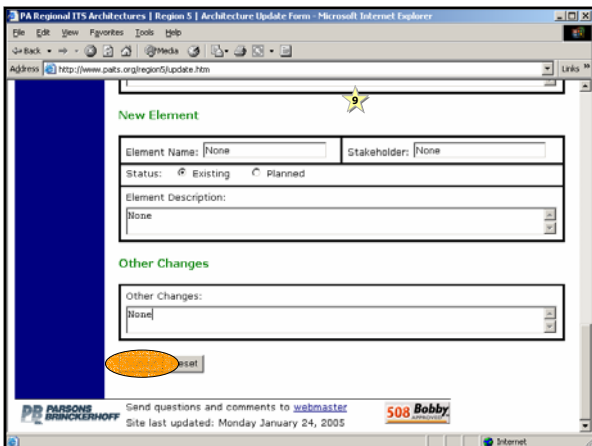 PA Regional ITS Architectures | Region 5 | Architecture Update Form - Microsoft Internet Explorer
File Edit View Favorites Tools Help
Back Media
Address http://www.paits.org/region5/update.htm Links »
9
New Element
Element Name: None Stakeholder: None
Status: Existing Planned
Element Description:
None
Other Changes
Other Changes:
None
PB PARSONS BRINCKERHOFF
Send questions and comments to webmaster
Site last updated: Monday January 24, 2005
508 Bobby APPROVED
Internet